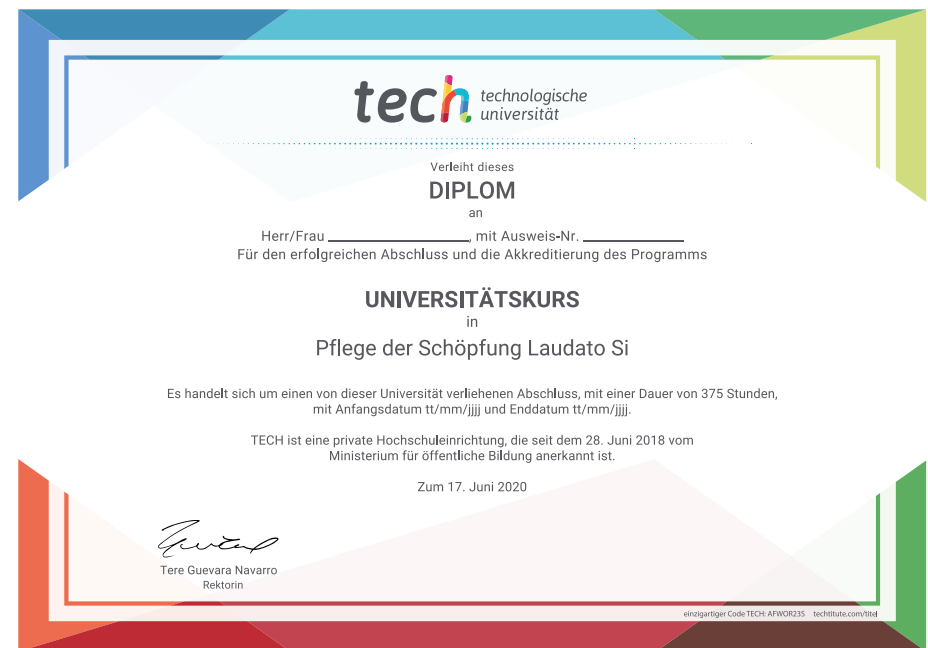 tech technologische
universität
Verleiht dieses
DIPLOM
an
Herr/Frau ____________, mit Ausweis-Nr. ____________
Für den erfolgreichen Abschluss und die Akkreditierung des Programms
UNIVERSITÄTSKURS
in
Pflege der Schöpfung Laudato Si
Es handelt sich um einen von dieser Universität verliehenen Abschluss, mit einer Dauer von 375 Stunden,
mit Anfangsdatum tt/mm/jjjj und Enddatum tt/mm/jjjj.
TECH ist eine private Hochschuleinrichtung, die seit dem 28. Juni 2018 vom
Ministerium für öffentliche Bildung anerkannt ist.
Zum 17. Juni 2020
Tere Guevara Navarro
Rektorin
einzigartiger Code TECH: AFWOR23S techtitute.com/titel